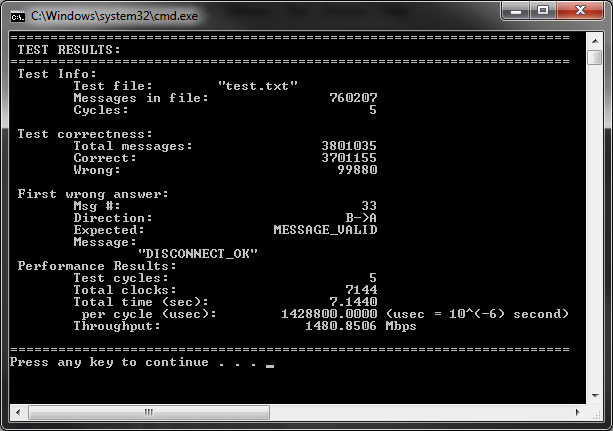 C:\Windows\system32\cmd.exe
======================================================================
TEST RESULTS:
======================================================================
Test Info:
Test file: "test.txt"
Messages in file: 760207
Cycles: 5
Test correctness:
Total messages: 3801035
Correct: 3701155
Wrong: 99880
First wrong answer:
Msg #: 33
Direction: B->A
Expected: MESSAGE_VALID
Message:
"DISCONNECT_OK"
Performance Results:
Test cycles: 5
Total clocks: 7144
Total time (sec): 7.1440
per cycle (usec): 1428800.0000 (usec = 10^(-6) second)
Throughput: 1480.8506 Mbps
======================================================================
Press any key to continue . . . _